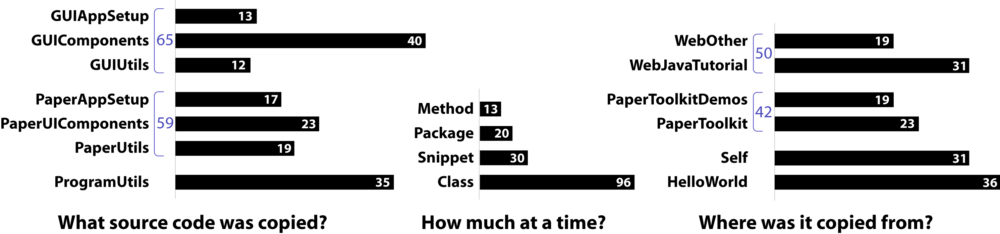 GUIAppSetup 13
GUIComponents 65 40
GUIUtils 12
PaperAppSetup 17
PaperUIComponents 59 23
PaperUtils 19
ProgramUtils 35
What source code was copied?
Method 13
Package 20
Snippet 30
Class 96
How much at a time?
WebOther 19
50
WebJavaTutorial 31
PaperToolkitDemos 19
42
PaperToolkit 23
Self 31
HelloWorld 36
Where was it copied from?